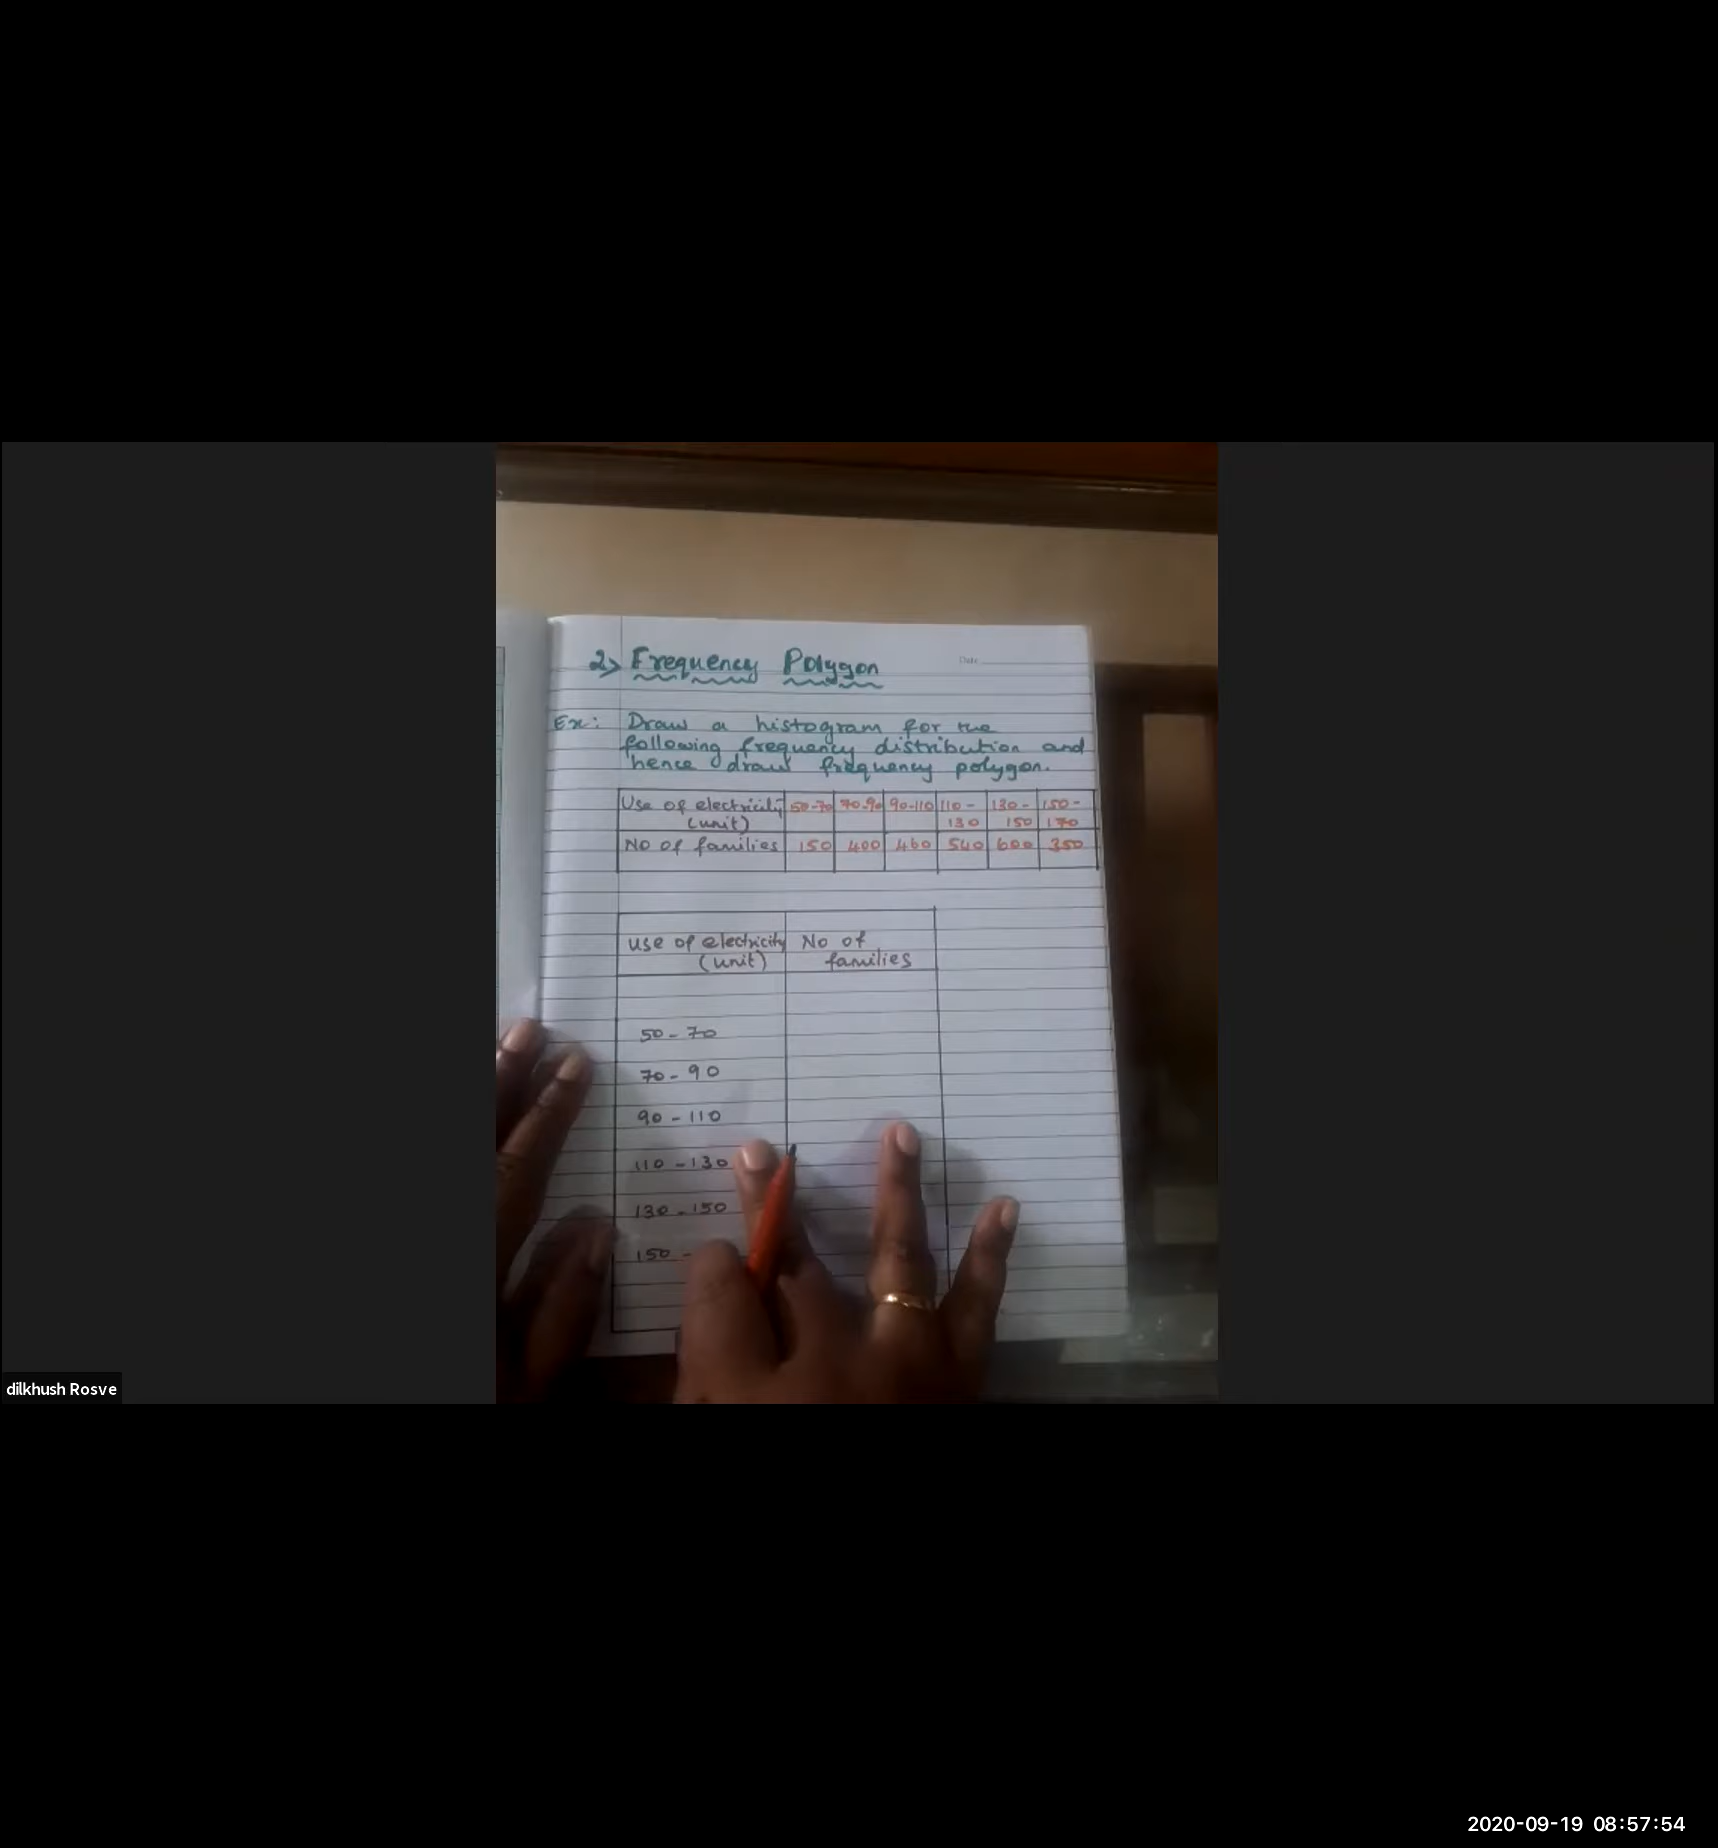 2> Frequency Polygon
Date
Ex: Draw a histogram for the
following frequency distribution and
hence draw frequency polygon.
Use of electricity 50-70 70-90 90-110 110- 130- 150-
(unit) 130 150 170
No of families 150 400 460 540 600 350
use of electricity No of
(unit) families
50 - 70
70 - 90
90 - 110
110 - 130
130 - 150
150 -
dilkhush Rosve
2020-09-19 08:57:54